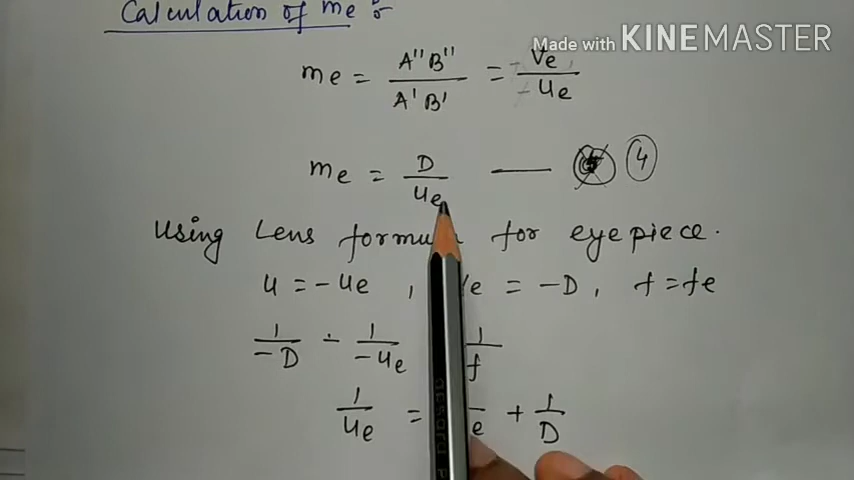 Calculation of me :
Made with KINEMASTER
me = A''B'' / A'B' = -Ve / -ue
me = D / ue — 4
Using Lens formu for eyepiece.
u = -ue , e = -D, f = fe
1/-D - 1/-ue 1/f
1/ue = e + 1/D